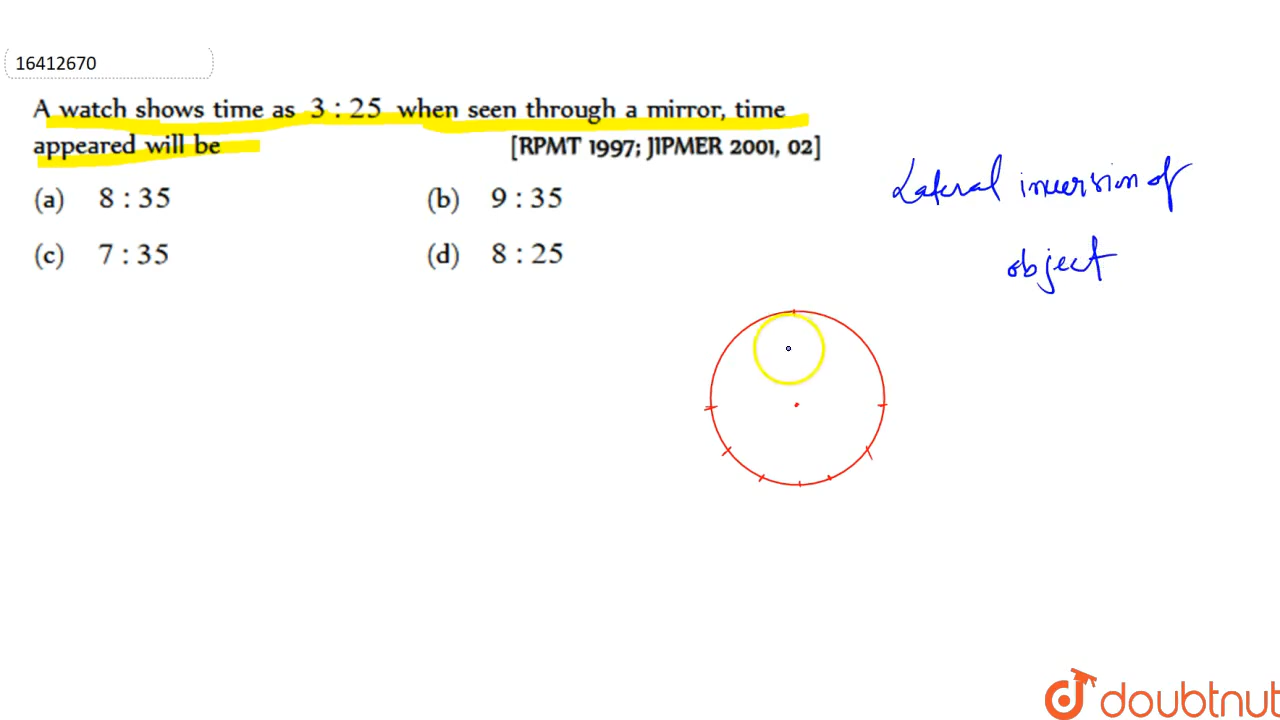 16412670
A watch shows time as 3 : 25 when seen through a mirror, time
appeared will be [RPMT 1997; JIPMER 2001, 02]
(a) 8 : 35 (b) 9 : 35
(c) 7 : 35 (d) 8 : 25
Lateral inversion of
object
doubtnut